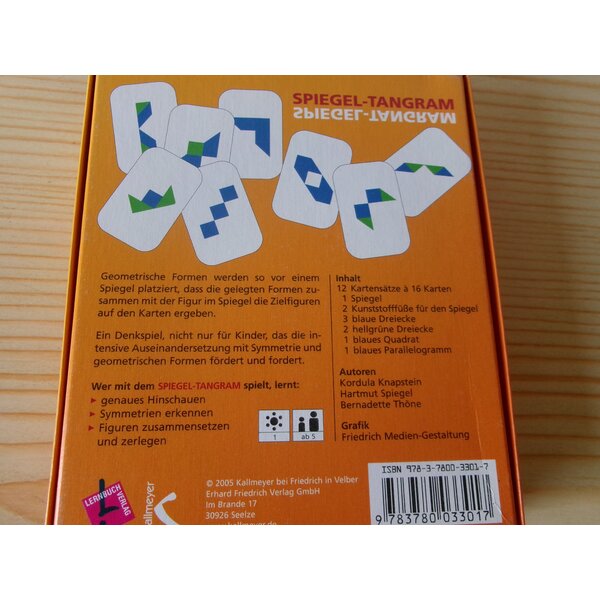 SPIEGEL-TANGRAM
SPIEGEL-TANGRAM
Geometrische Formen werden so vor einem
Spiegel platziert, dass die gelegten Formen zu-
sammen mit der Figur im Spiegel die Zielfiguren
auf den Karten ergeben.
Ein Denkspiel, nicht nur für Kinder, das die in-
tensive Auseinandersetzung mit Symmetrie und
geometrischen Formen fördert und fordert.
Wer mit dem SPIEGEL-TANGRAM spielt, lernt:
genaues Hinschauen
Symmetrien erkennen
Figuren zusammensetzen
und zerlegen
1
ab 5
Inhalt
12 Kartensätze à 16 Karten
1 Spiegel
2 Kunststofffüße für den Spiegel
3 blaue Dreiecke
2 hellgrüne Dreiecke
1 blaues Quadrat
1 blaues Parallelogramm
Autoren
Kordula Knapstein
Hartmut Spiegel
Bernadette Thöne
Grafik
Friedrich Medien-Gestaltung
LERNBUCH
VERLAG
kallmeyer
© 2005 Kallmeyer bei Friedrich in Velber
Erhard Friedrich Verlag GmbH
Im Brande 17
30926 Seelze
ISBN 978-3-7800-3301-7
9 783780 033017